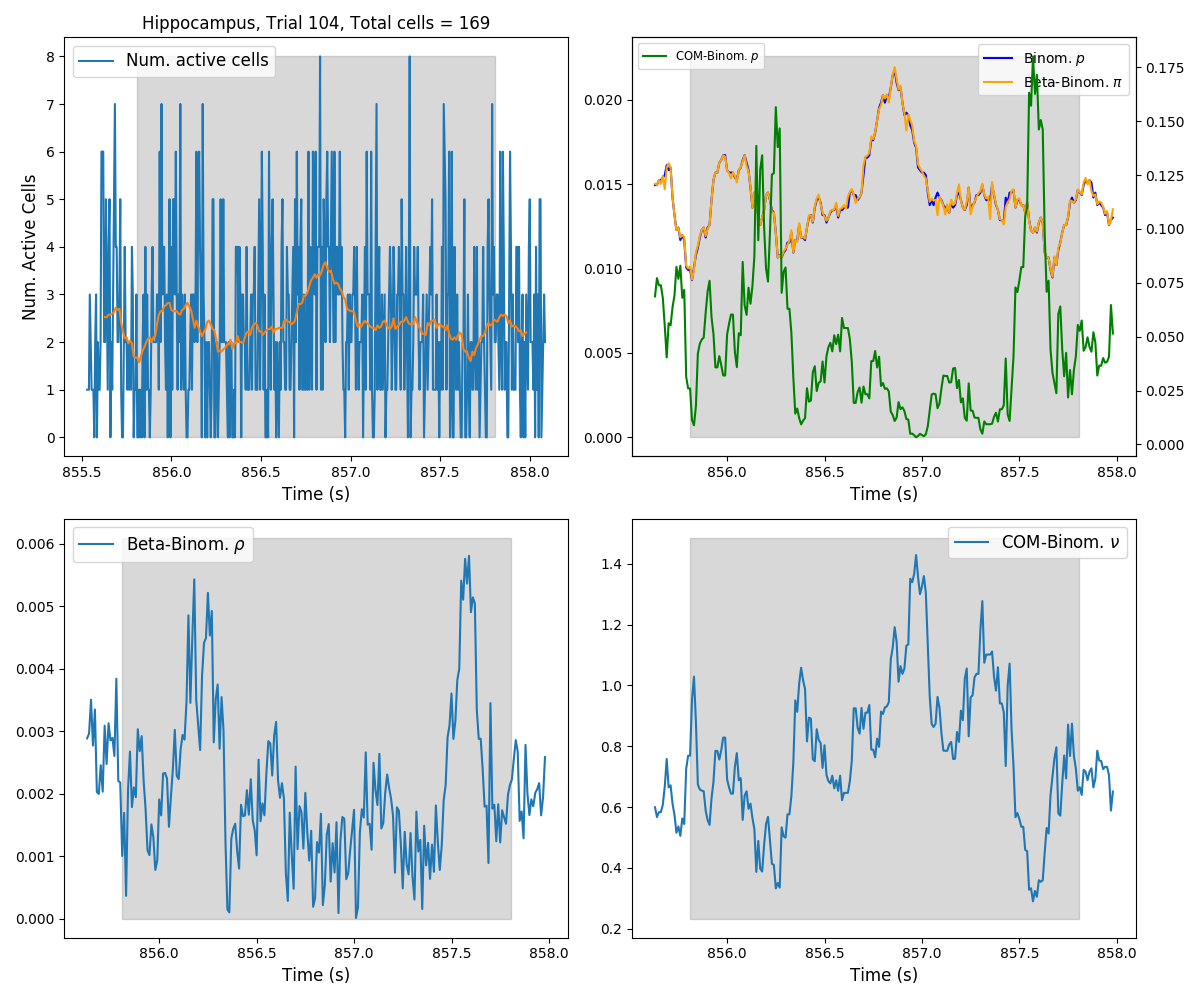 Hippocampus, Trial 104, Total cells = 169
Num. active cells
Num. Active Cells
8
7
6
5
4
3
2
1
0
855.5 856.0 856.5 857.0 857.5 858.0
Time (s)
COM-Binom. p
Binom. p
Beta-Binom. π
0.020
0.015
0.010
0.005
0.000
0.175
0.150
0.125
0.100
0.075
0.050
0.025
0.000
856.0 856.5 857.0 857.5 858.0
Time (s)
Beta-Binom. ρ
0.006
0.005
0.004
0.003
0.002
0.001
0.000
856.0 856.5 857.0 857.5 858.0
Time (s)
COM-Binom. ν
1.4
1.2
1.0
0.8
0.6
0.4
0.2
856.0 856.5 857.0 857.5 858.0
Time (s)